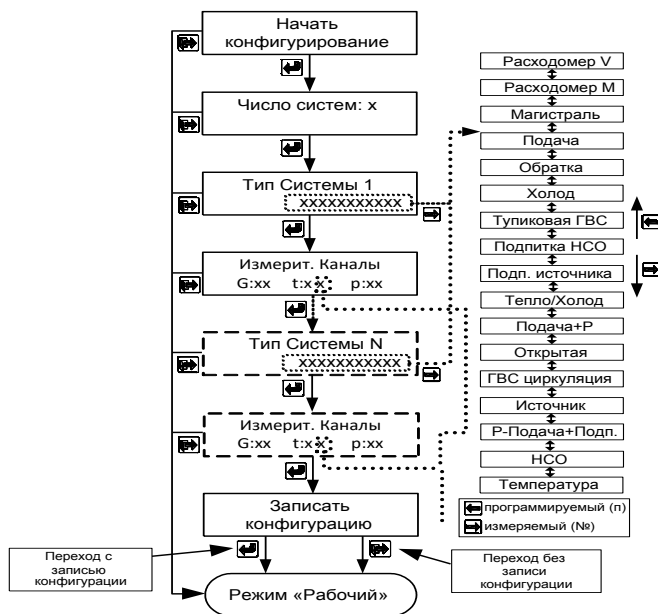 Начать
конфигурирование
Число систем: x
Тип Системы 1
XXXXXXXXXXX
Измерит. Каналы
G:xx t:x x p:xx
Тип Системы N
XXXXXXXXXXX
Измерит. Каналы
G:xx t:x x p:xx
Записать
конфигурацию
Переход с
записью
конфигурации
Переход без
записи
конфигурации
Режим «Рабочий»
Расходомер V
Расходомер M
Магистраль
Подача
Обратка
Холод
Тупиковая ГВС
Подпитка НСО
Подп. источника
Тепло/Холод
Подача+Р
Открытая
ГВС циркуляция
Источник
Р-Подача+Подп.
НСО
Температура
программируемый (п)
измеряемый (№)